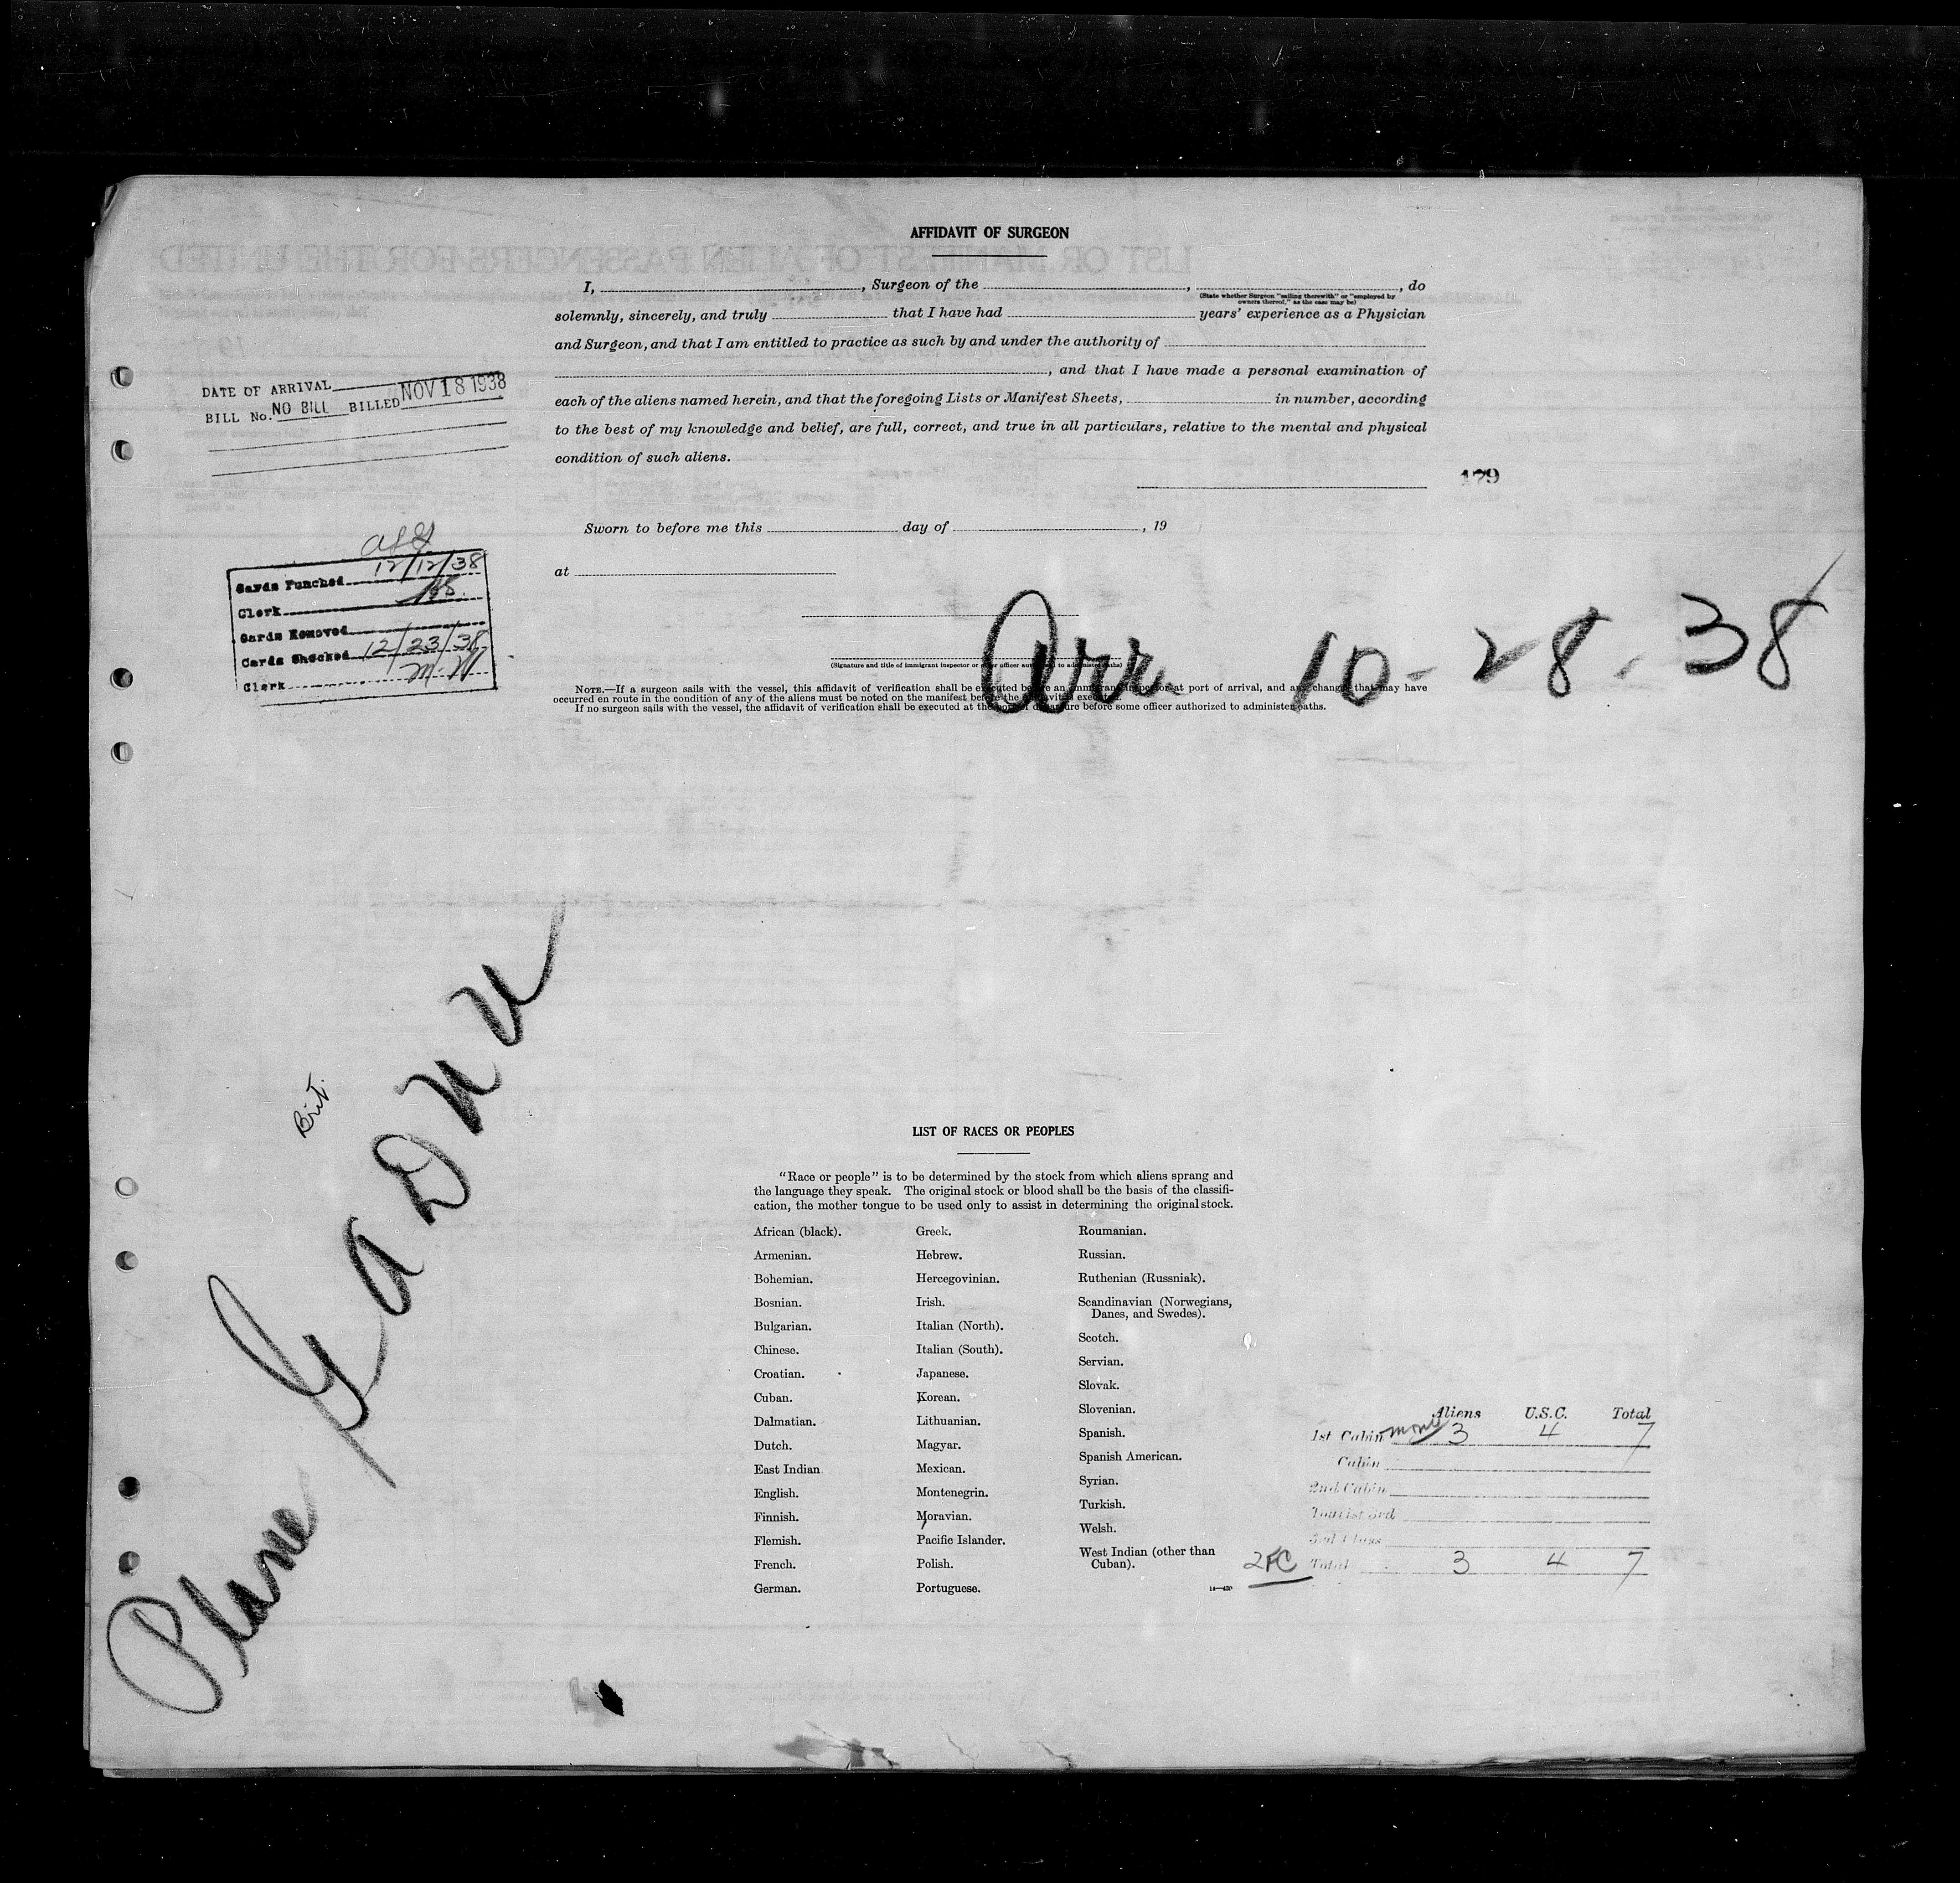 AFFIDAVIT OF SURGEON
I, , Surgeon of the , , do
(State whether Surgeon "sailing therewith" or "employed by
owners thereof," as the case may be)
solemnly, sincerely, and truly that I have had years' experience as a Physician
and Surgeon, and that I am entitled to practice as such by and under the authority of
, and that I have made a personal examination of
each of the aliens named herein, and that the foregoing Lists or Manifest Sheets, in number, according
to the best of my knowledge and belief, are full, correct, and true in all particulars, relative to the mental and physical
condition of such aliens.
179
Sworn to before me this day of , 19
at
(Signature and title of immigrant inspector or other officer authorized to administer oaths)
NOTE.—If a surgeon sails with the vessel, this affidavit of verification shall be executed before an immigrant inspector at port of arrival, and any changes that may have
occurred en route in the condition of any of the aliens must be noted on the manifest before the affidavit is executed.
If no surgeon sails with the vessel, the affidavit of verification shall be executed at the port of departure before some officer authorized to administer oaths.
Arr 10-28-38
DATE OF ARRIVAL
BILL No. NO BILL BILLED NOV 18 1938
Cards Punched 12/12/38
Clerk
Cards Removed
Cards Checked 12/23/38
Clerk M.M.
Brit.
Plane GADNU
LIST OF RACES OR PEOPLES
"Race or people" is to be determined by the stock from which aliens sprang and
the language they speak. The original stock or blood shall be the basis of the classifi-
cation, the mother tongue to be used only to assist in determining the original stock.
African (black).
Armenian.
Bohemian.
Bosnian.
Bulgarian.
Chinese.
Croatian.
Cuban.
Dalmatian.
Dutch.
East Indian
English.
Finnish.
Flemish.
French.
German.
Greek.
Hebrew.
Hercegovinian.
Irish.
Italian (North).
Italian (South).
Japanese.
Korean.
Lithuanian.
Magyar.
Mexican.
Montenegrin.
Moravian.
Pacific Islander.
Polish.
Portuguese.
Roumanian.
Russian.
Ruthenian (Russniak).
Scandinavian (Norwegians,
Danes, and Swedes).
Scotch.
Servian.
Slovak.
Slovenian.
Spanish.
Spanish American.
Syrian.
Turkish.
Welsh.
West Indian (other than
Cuban).
Aliens U.S.C. Total
1st Cabin 3 4 7
Cabin
2nd Cabin
Tourist 3rd
3rd Class
2FC Total 3 4 7